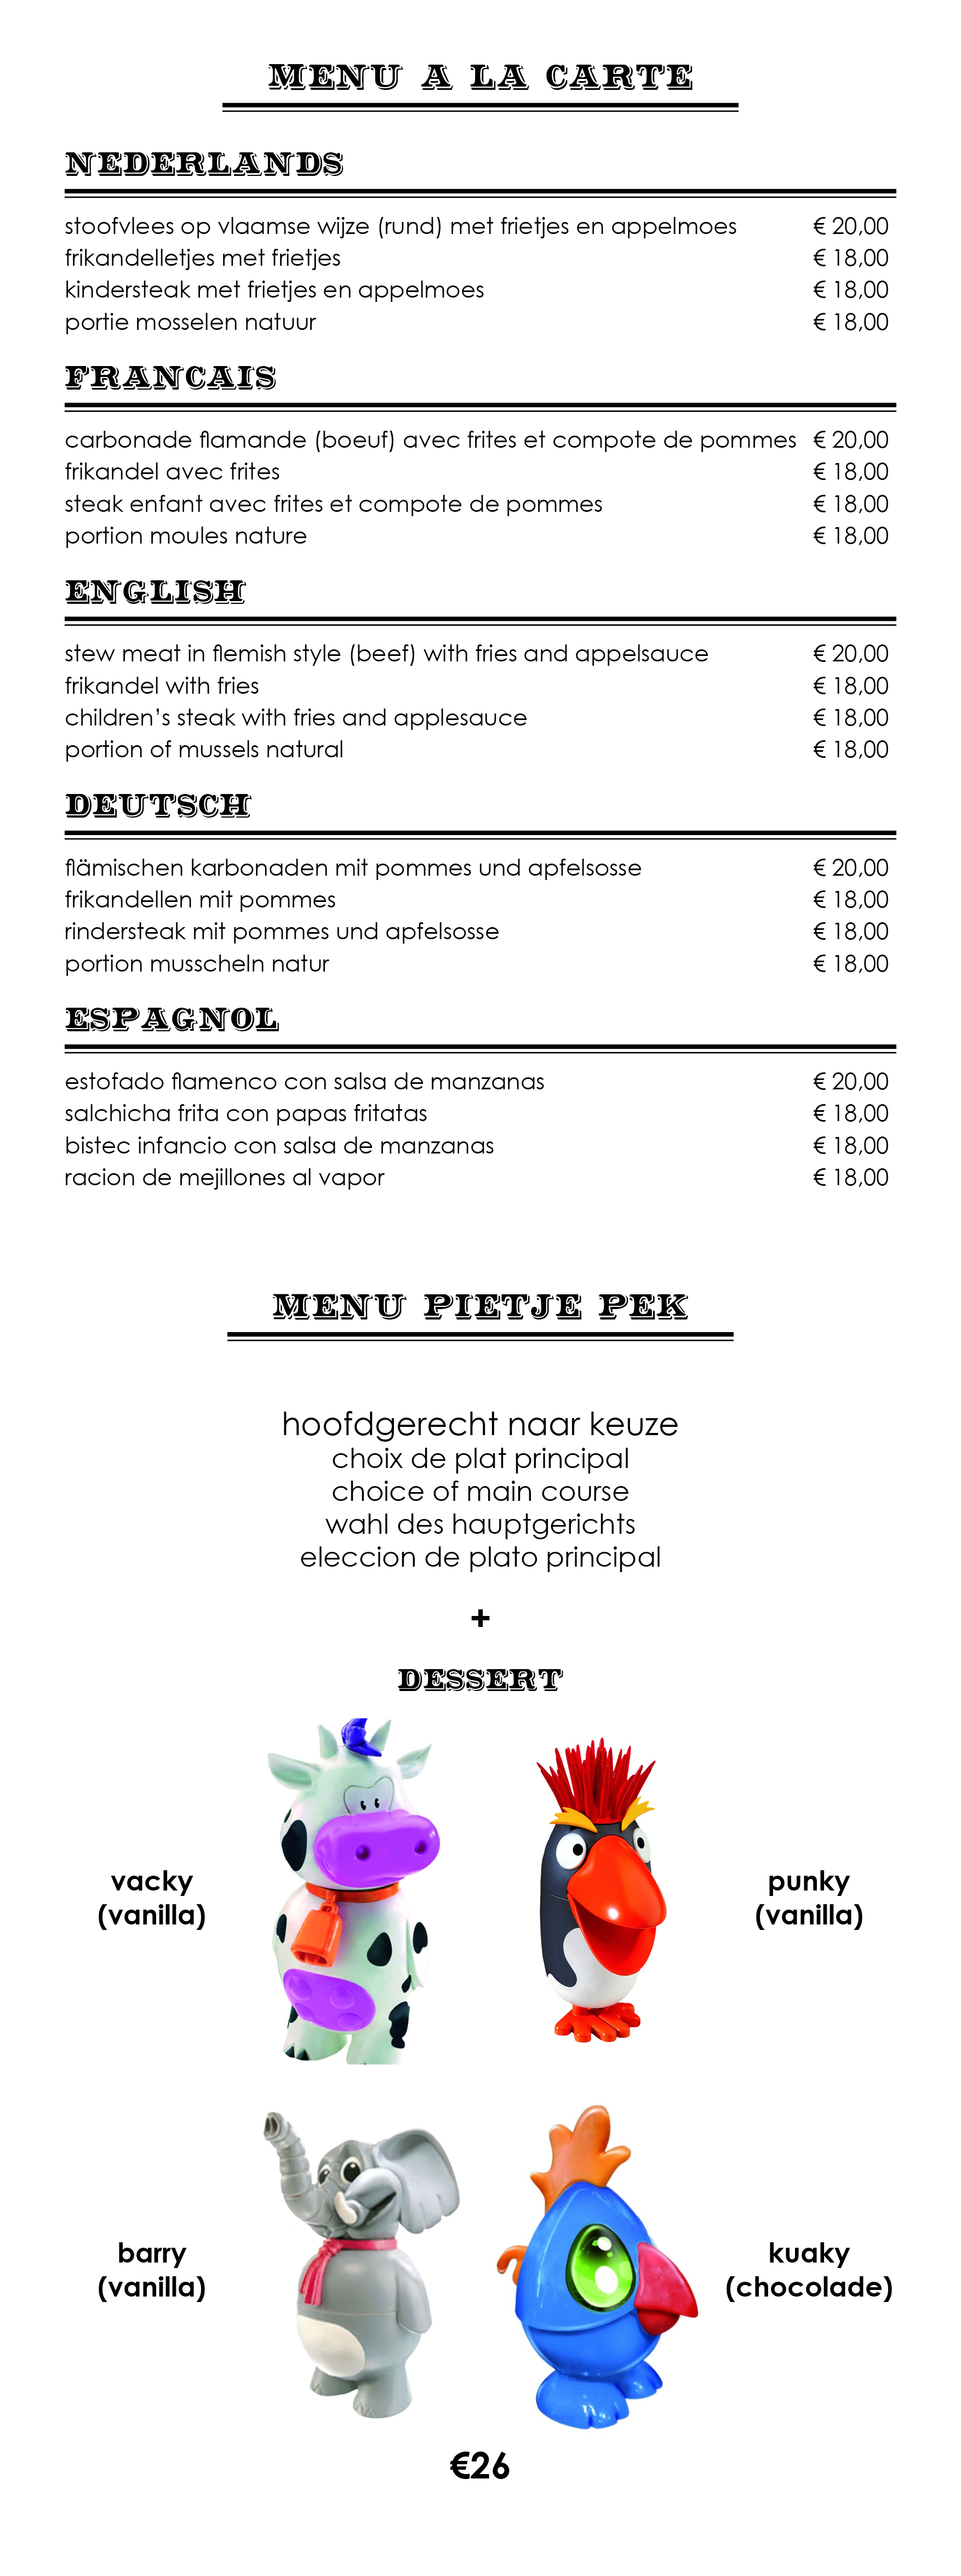 MENU A LA CARTE
NEDERLANDS
stoofvlees op vlaamse wijze (rund) met frietjes en appelmoes € 20,00
frikandelletjes met frietjes € 18,00
kindersteak met frietjes en appelmoes € 18,00
portie mosselen natuur € 18,00
FRANCAIS
carbonade flamande (boeuf) avec frites et compote de pommes € 20,00
frikandel avec frites € 18,00
steak enfant avec frites et compote de pommes € 18,00
portion moules nature € 18,00
ENGLISH
stew meat in flemish style (beef) with fries and appelsauce € 20,00
frikandel with fries € 18,00
children's steak with fries and applesauce € 18,00
portion of mussels natural € 18,00
DEUTSCH
flämischen karbonaden mit pommes und apfelsosse € 20,00
frikandellen mit pommes € 18,00
rindersteak mit pommes und apfelsosse € 18,00
portion musscheln natur € 18,00
ESPAGNOL
estofado flamenco con salsa de manzanas € 20,00
salchicha frita con papas fritatas € 18,00
bistec infancio con salsa de manzanas € 18,00
racion de mejillones al vapor € 18,00
MENU PIETJE PEK
hoofdgerecht naar keuze
choix de plat principal
choice of main course
wahl des hauptgerichts
eleccion de plato principal
+
DESSERT
vacky
(vanilla)
punky
(vanilla)
barry
(vanilla)
kuaky
(chocolade)
€26